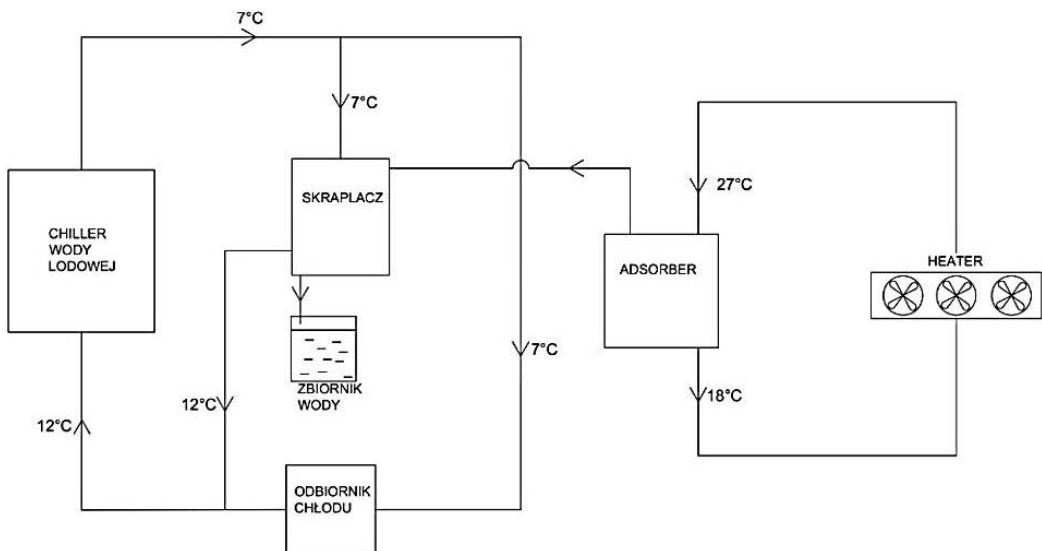 7°C
7°C
SKRAPLACZ
27°C
CHILLER
WODY
LODOWEJ
ADSORBER
HEATER
7°C
ZBIORNIK
WODY
12°C
18°C
12°C
ODBIORNIK
CHŁODU